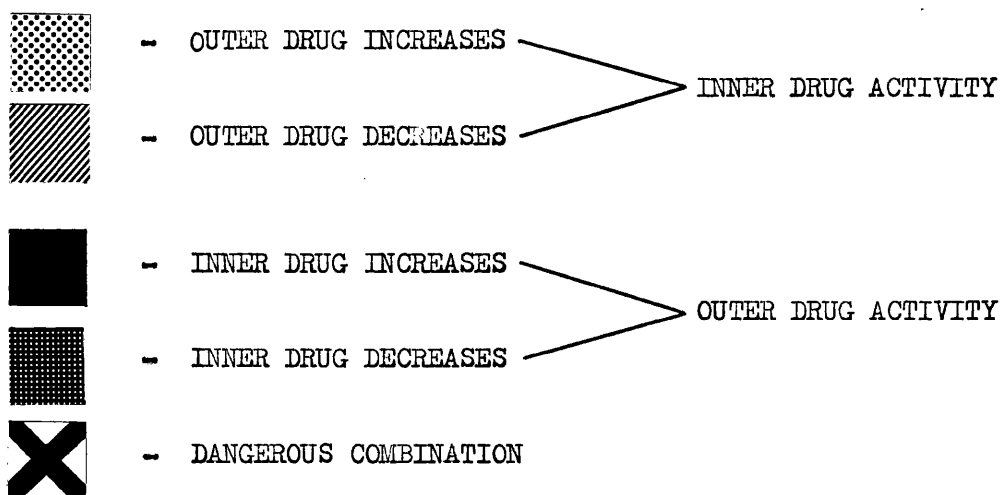 - OUTER DRUG INCREASES
INNER DRUG ACTIVITY
- OUTER DRUG DECREASES
- INNER DRUG INCREASES
OUTER DRUG ACTIVITY
- INNER DRUG DECREASES
- DANGEROUS COMBINATION